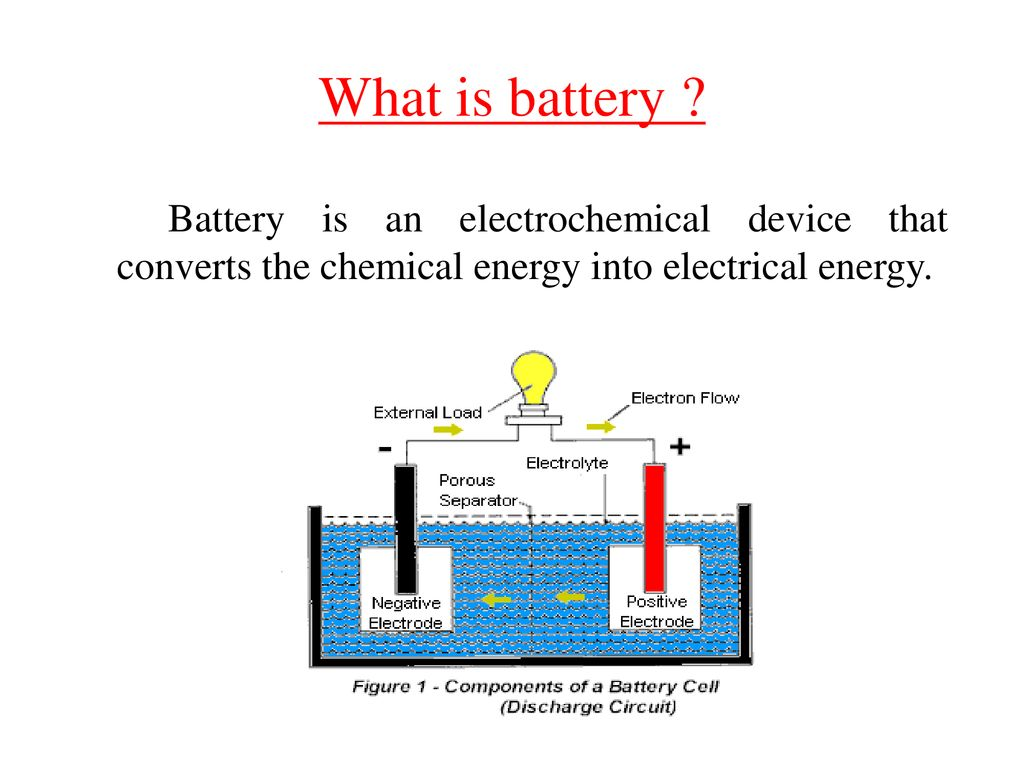 What is battery ?
Battery is an electrochemical device that
converts the chemical energy into electrical energy.
External Load
Electron Flow
-
+
Electrolyte
Porous
Separator
Negative
Electrode
Positive
Electrode
Figure 1 - Components of a Battery Cell
(Discharge Circuit)